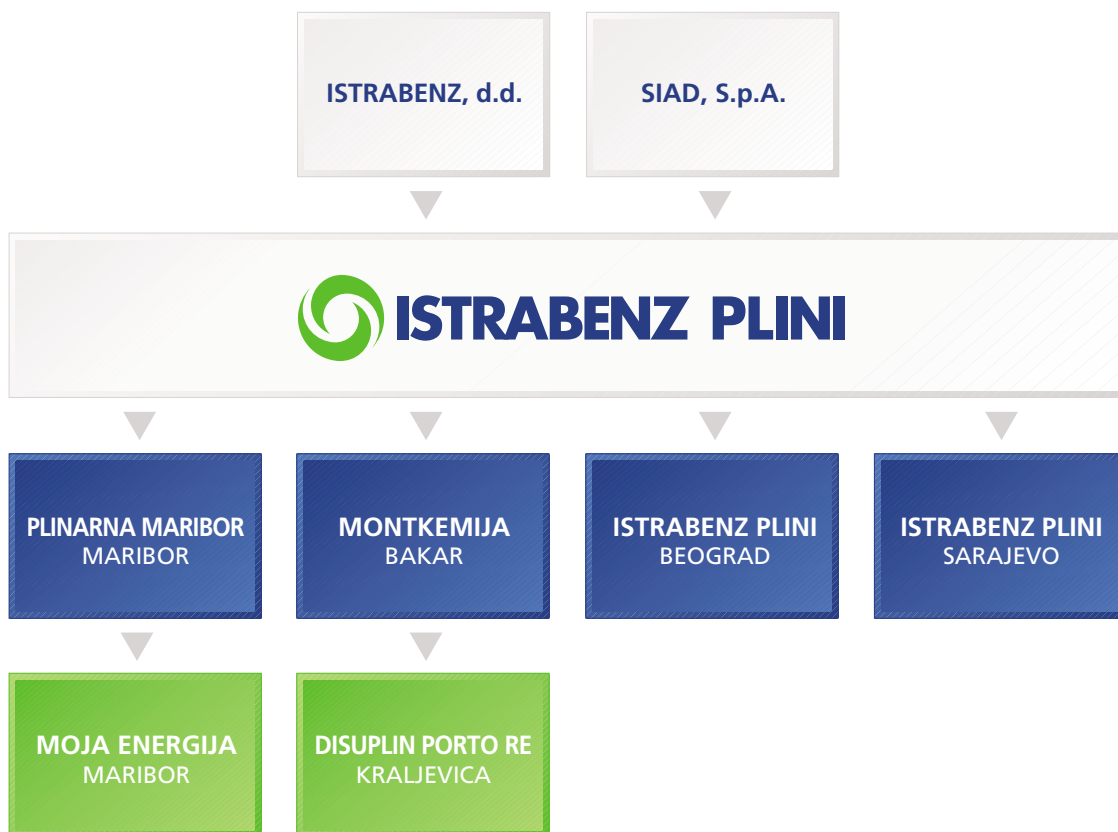 ISTRABENZ, d.d.
SIAD, S.p.A.
ISTRABENZ PLINI
PLINARNA MARIBOR
MARIBOR
MONTKEMIJA
BAKAR
ISTRABENZ PLINI
BEOGRAD
ISTRABENZ PLINI
SARAJEVO
MOJA ENERGIJA
MARIBOR
DISUPLIN PORTO RE
KRALJEVICA